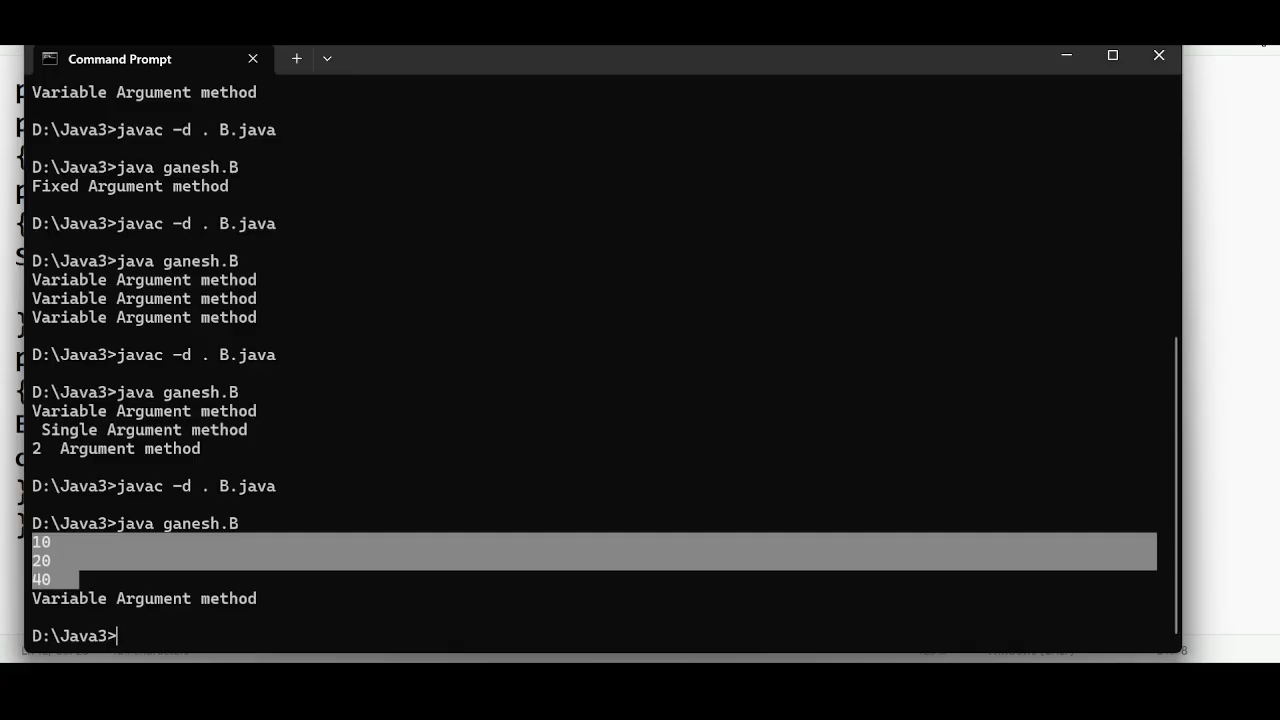 Command Prompt
Variable Argument method
D:\Java3>javac -d . B.java
D:\Java3>java ganesh.B
Fixed Argument method
D:\Java3>javac -d . B.java
D:\Java3>java ganesh.B
Variable Argument method
Variable Argument method
Variable Argument method
D:\Java3>javac -d . B.java
D:\Java3>java ganesh.B
Variable Argument method
Single Argument method
2 Argument method
D:\Java3>javac -d . B.java
D:\Java3>java ganesh.B
10
20
40
Variable Argument method
D:\Java3>